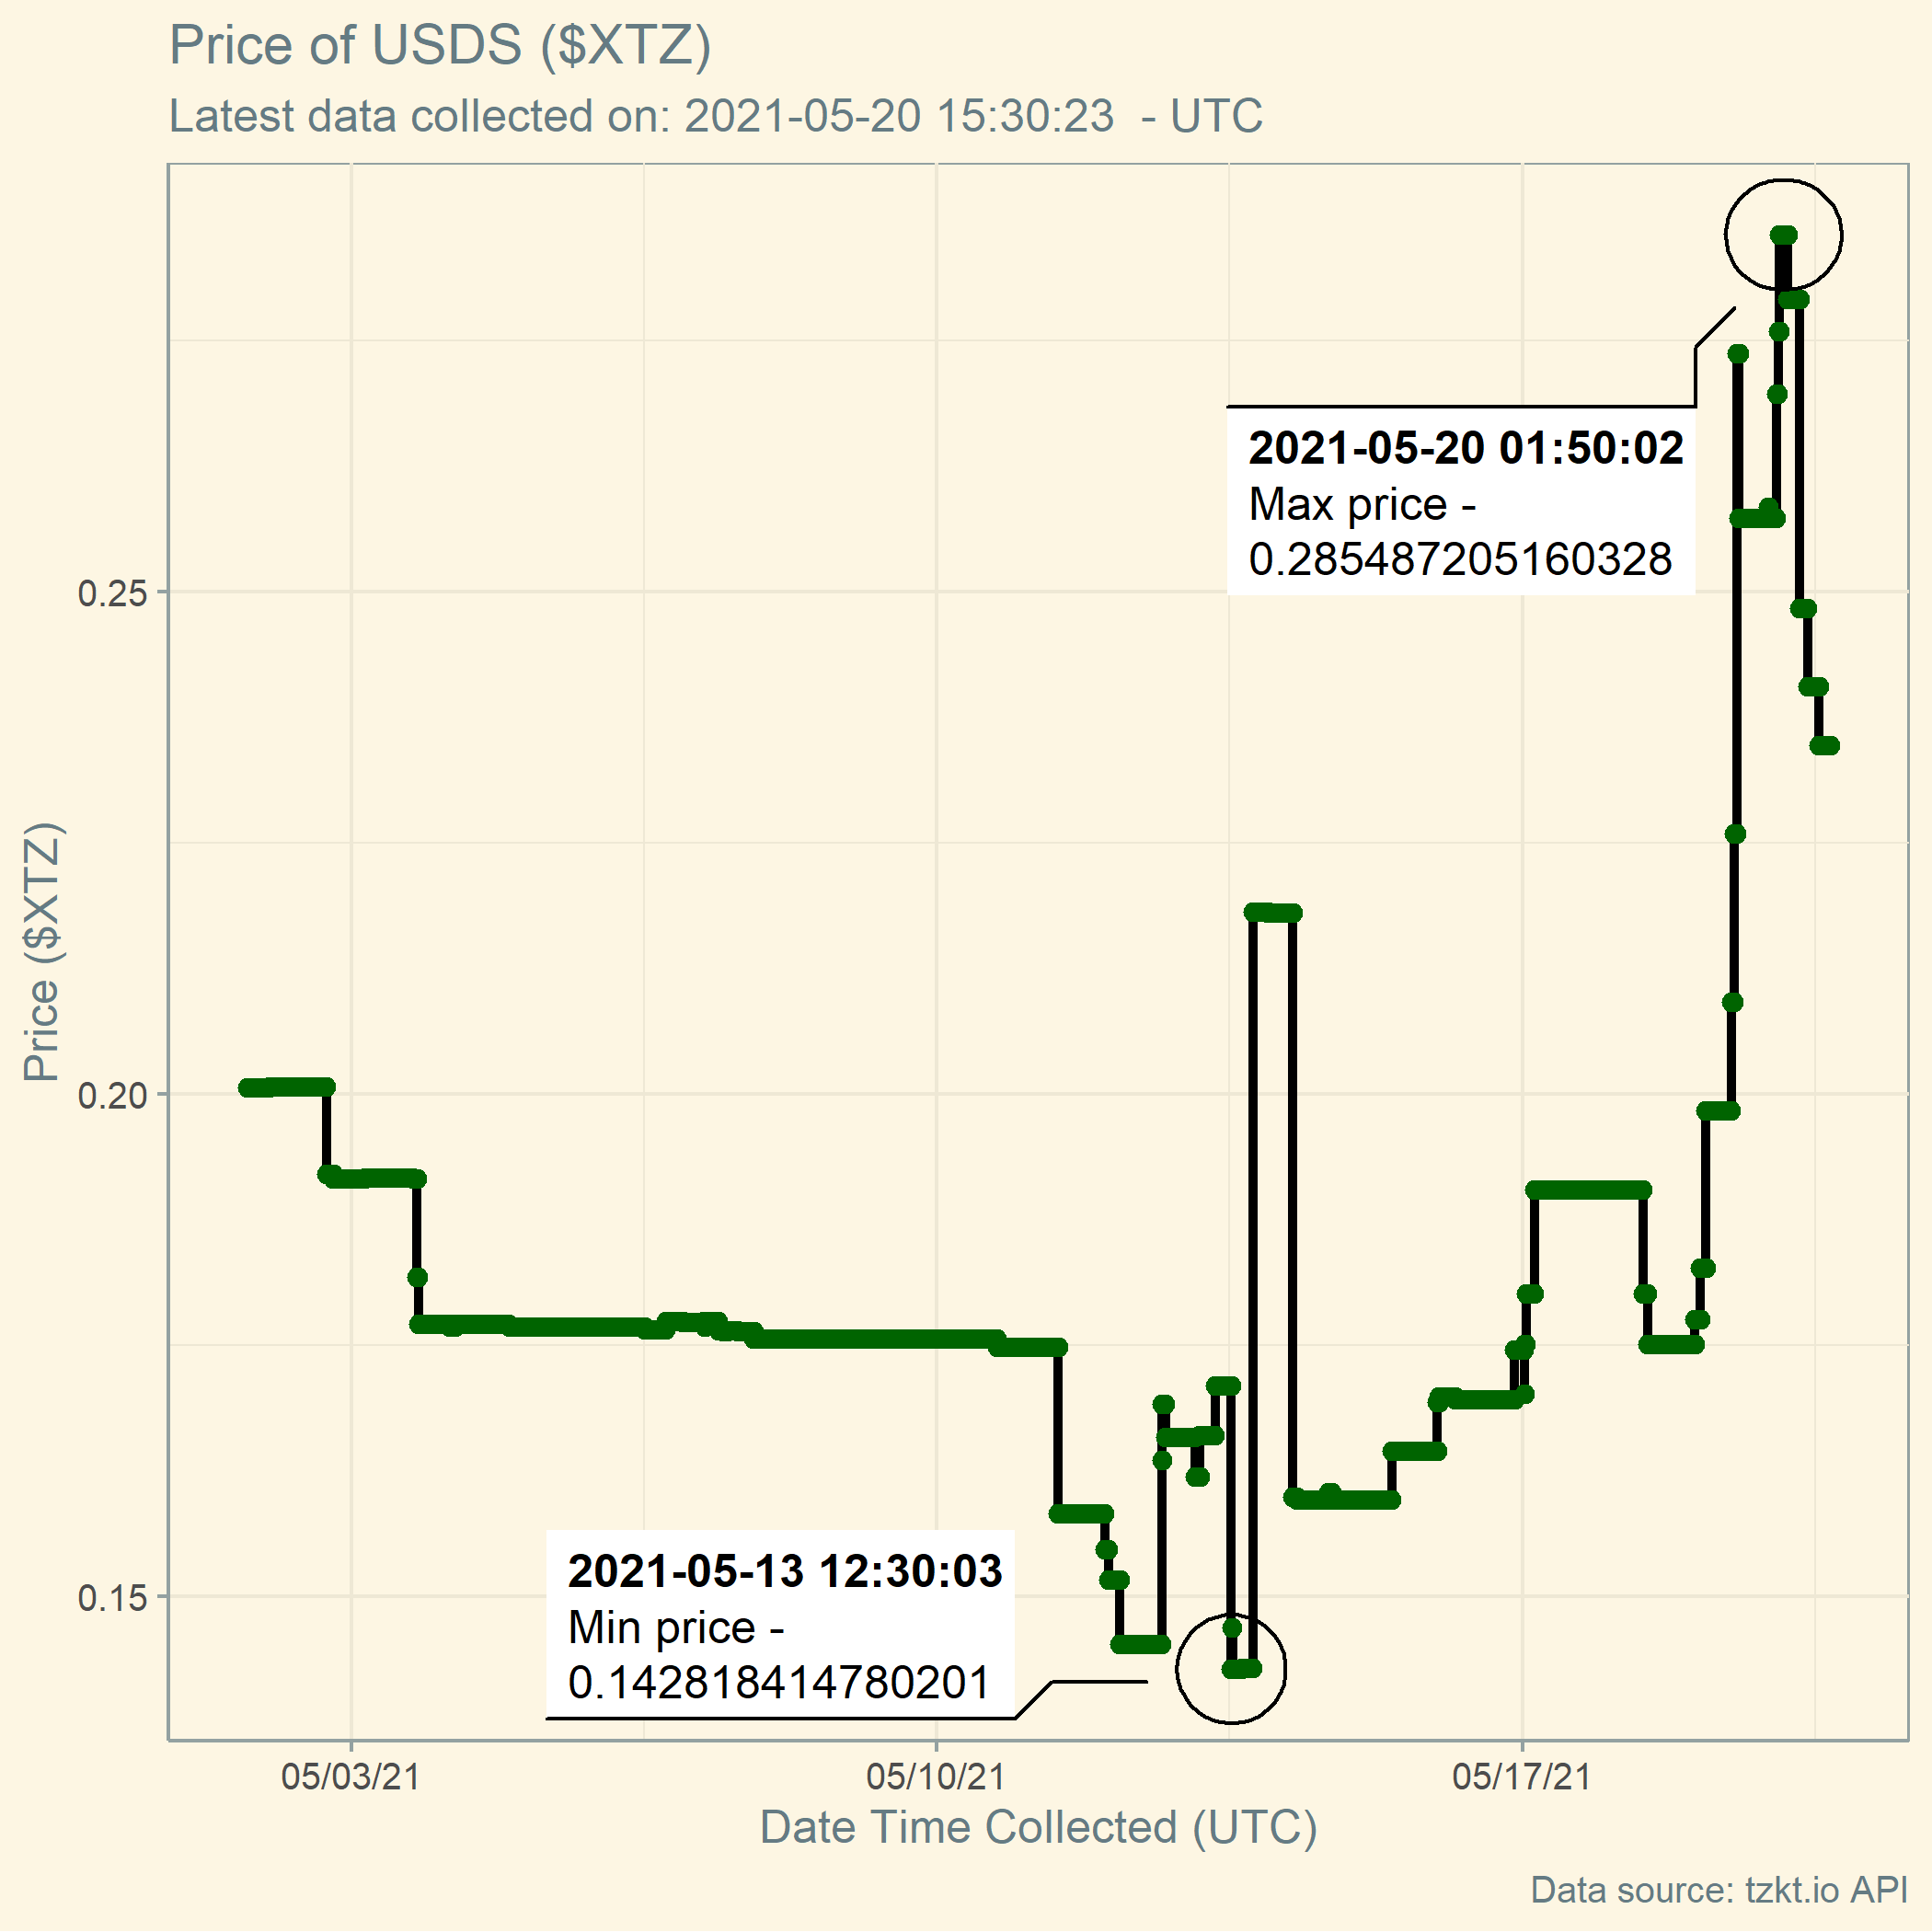 Price of USDS ($XTZ)
Latest data collected on: 2021-05-20 15:30:23  - UTC
2021-05-20 01:50:02
Max price -
0.285487205160328
0.25
0.20
0.15
Price ($XTZ)
2021-05-13 12:30:03
Min price -
0.142818414780201
05/03/21
05/10/21
05/17/21
Date Time Collected (UTC)
Data source: tzkt.io API